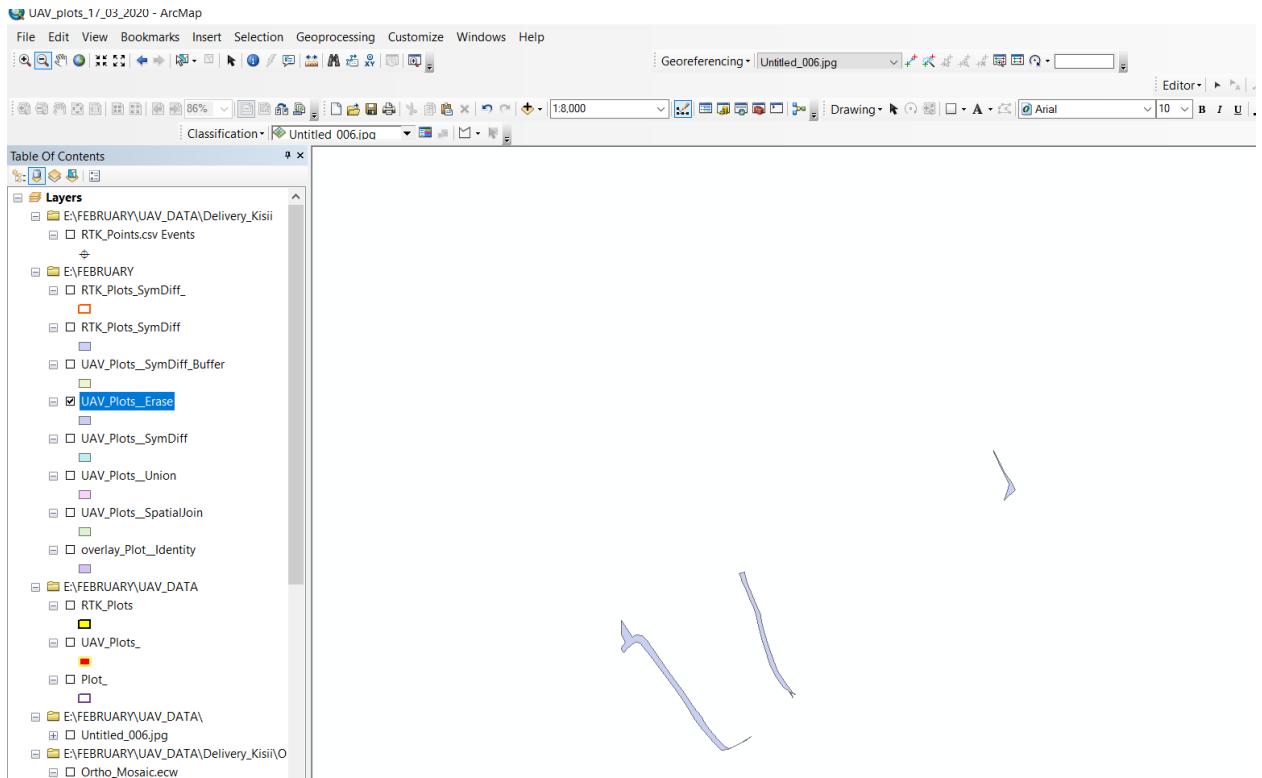 UAV_plots_17_03_2020 - ArcMap
File Edit View Bookmarks Insert Selection Geoprocessing Customize Windows Help
Georeferencing Untitled_006.jpg
Editor
86% 1:8,000 Drawing A Arial 10 B I U
Classification Untitled_006.jpg
Table Of Contents
Layers
E:\FEBRUARY\UAV_DATA\Delivery_Kisii
RTK_Points.csv Events
E:\FEBRUARY
RTK_Plots_SymDiff_
RTK_Plots_SymDiff
UAV_Plots__SymDiff_Buffer
UAV_Plots__Erase
UAV_Plots__SymDiff
UAV_Plots__Union
UAV_Plots__SpatialJoin
overlay_Plot__Identity
E:\FEBRUARY\UAV_DATA
RTK_Plots
UAV_Plots_
Plot_
E:\FEBRUARY\UAV_DATA\
Untitled_006.jpg
E:\FEBRUARY\UAV_DATA\Delivery_Kisii\O
Ortho_Mosaic.ecw